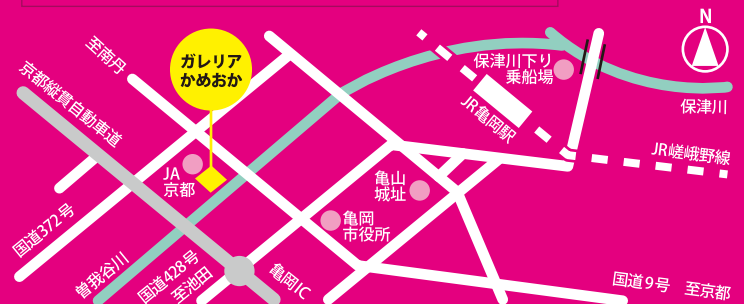 N
至南丹
ガレリア
かめおか
京都縦貫自動車道
保津川下り
乗船場
保津川
JR亀岡駅
JR嵯峨野線
JA
京都
亀山
城址
亀岡
市役所
国道372号
曽我谷川
国道428号
至池田
亀岡IC
国道9号
至京都